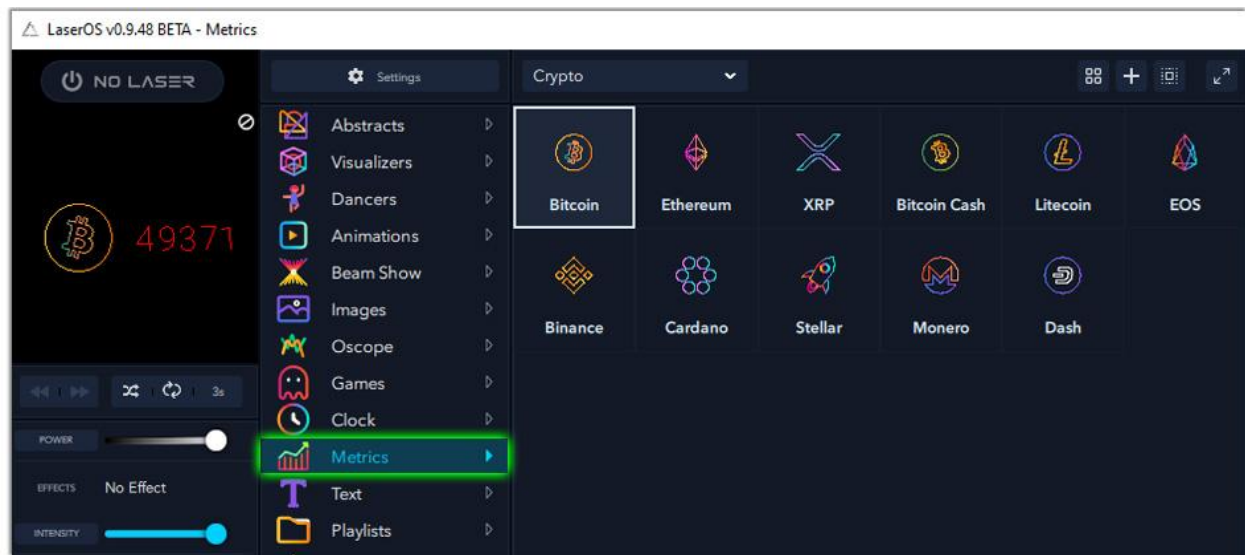 LaserOS v0.9.48 BETA - Metrics
NO LASER
49371
3s
POWER
EFFECTS No Effect
INTENSITY
Settings
Abstracts
Visualizers
Dancers
Animations
Beam Show
Images
Oscope
Games
Clock
Metrics
Text
Playlists
Crypto
Bitcoin Ethereum XRP Bitcoin Cash Litecoin EOS
Binance Cardano Stellar Monero Dash